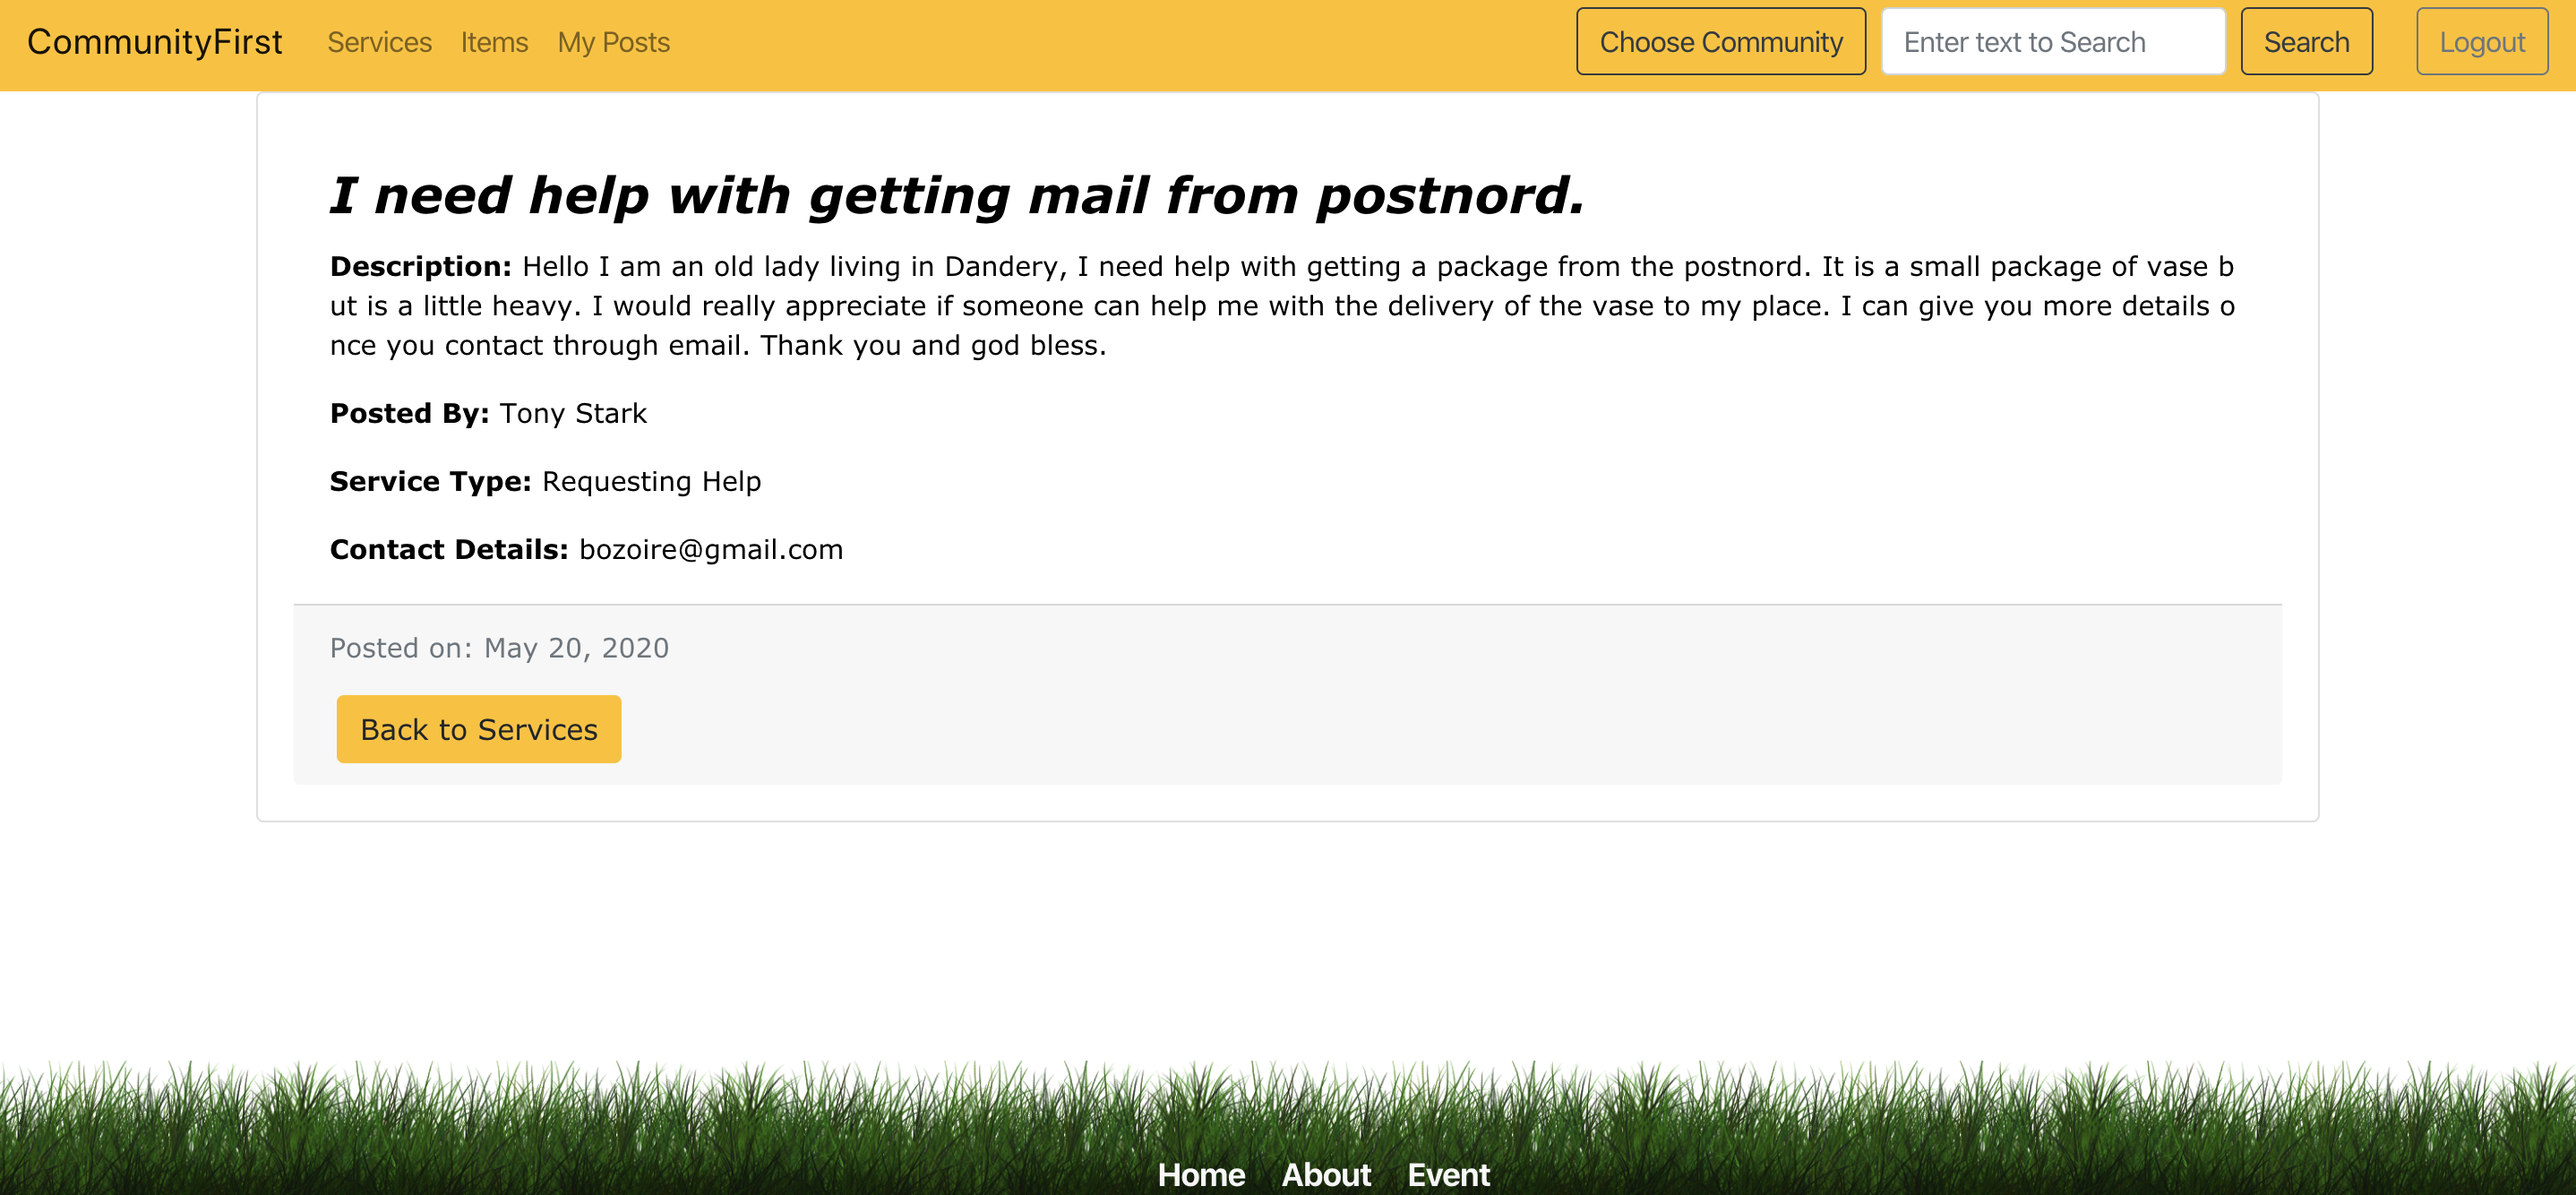 CommunityFirst Services Items My Posts Choose Community Enter text to Search Search Logout
I need help with getting mail from postnord.
Description: Hello I am an old lady living in Dandery, I need help with getting a package from the postnord. It is a small package of vase b
ut is a little heavy. I would really appreciate if someone can help me with the delivery of the vase to my place. I can give you more details o
nce you contact through email. Thank you and god bless.
Posted By: Tony Stark
Service Type: Requesting Help
Contact Details: bozoire@gmail.com
Posted on: May 20, 2020
Back to Services
Home About Event